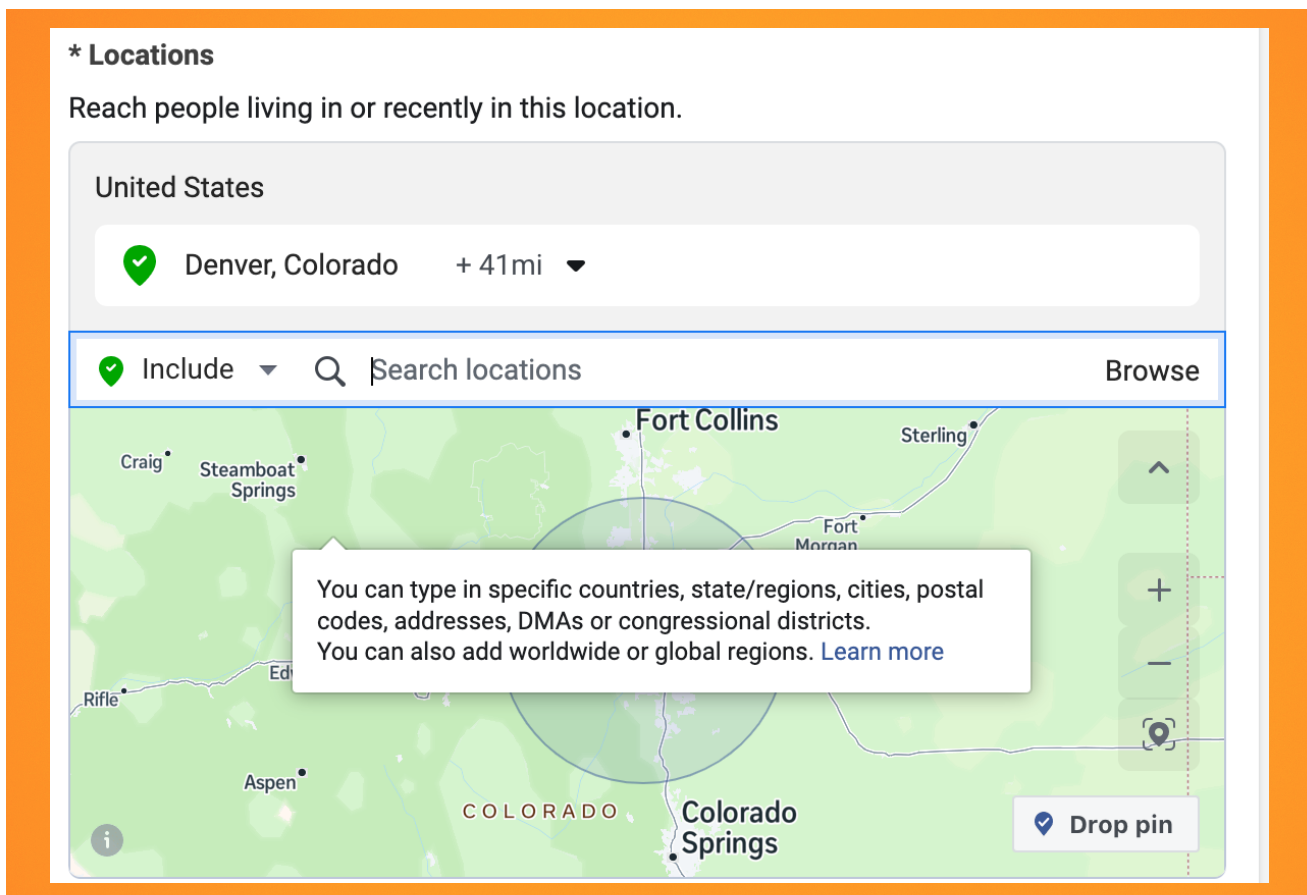 * Locations
Reach people living in or recently in this location.
United States
Denver, Colorado + 41mi
Include Search locations Browse
Fort Collins
Sterling
Craig
Steamboat
Springs
Fort
Morgan
You can type in specific countries, state/regions, cities, postal
codes, addresses, DMAs or congressional districts.
You can also add worldwide or global regions. Learn more
Rifle
Aspen
COLORADO
Colorado
Springs
Drop pin